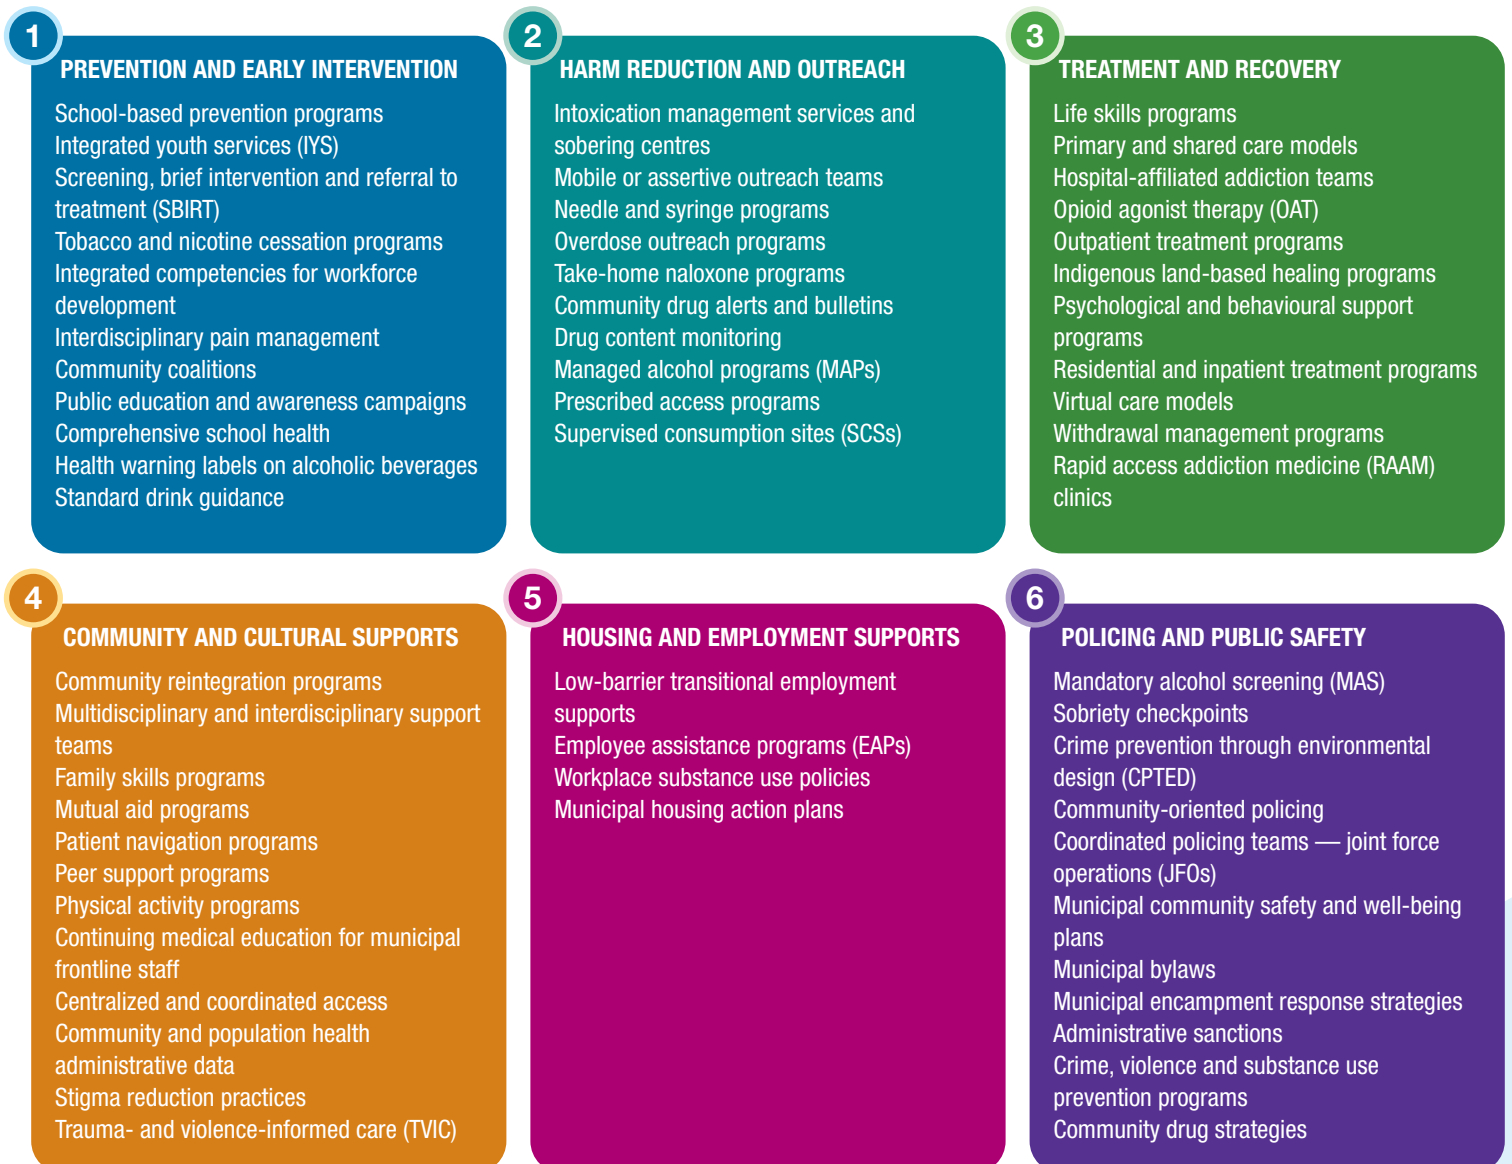 1
PREVENTION AND EARLY INTERVENTION
School-based prevention programs
Integrated youth services (IYS)
Screening, brief intervention and referral to
treatment (SBIRT)
Tobacco and nicotine cessation programs
Integrated competencies for workforce
development
Interdisciplinary pain management
Community coalitions
Public education and awareness campaigns
Comprehensive school health
Health warning labels on alcoholic beverages
Standard drink guidance
2
HARM REDUCTION AND OUTREACH
Intoxication management services and
sobering centres
Mobile or assertive outreach teams
Needle and syringe programs
Overdose outreach programs
Take-home naloxone programs
Community drug alerts and bulletins
Drug content monitoring
Managed alcohol programs (MAPs)
Prescribed access programs
Supervised consumption sites (SCSs)
3
TREATMENT AND RECOVERY
Life skills programs
Primary and shared care models
Hospital-affiliated addiction teams
Opioid agonist therapy (OAT)
Outpatient treatment programs
Indigenous land-based healing programs
Psychological and behavioural support
programs
Residential and inpatient treatment programs
Virtual care models
Withdrawal management programs
Rapid access addiction medicine (RAAM)
clinics
4
COMMUNITY AND CULTURAL SUPPORTS
Community reintegration programs
Multidisciplinary and interdisciplinary support
teams
Family skills programs
Mutual aid programs
Patient navigation programs
Peer support programs
Physical activity programs
Continuing medical education for municipal
frontline staff
Centralized and coordinated access
Community and population health
administrative data
Stigma reduction practices
Trauma- and violence-informed care (TVIC)
5
HOUSING AND EMPLOYMENT SUPPORTS
Low-barrier transitional employment
supports
Employee assistance programs (EAPs)
Workplace substance use policies
Municipal housing action plans
6
POLICING AND PUBLIC SAFETY
Mandatory alcohol screening (MAS)
Sobriety checkpoints
Crime prevention through environmental
design (CPTED)
Community-oriented policing
Coordinated policing teams — joint force
operations (JFOs)
Municipal community safety and well-being
plans
Municipal bylaws
Municipal encampment response strategies
Administrative sanctions
Crime, violence and substance use
prevention programs
Community drug strategies